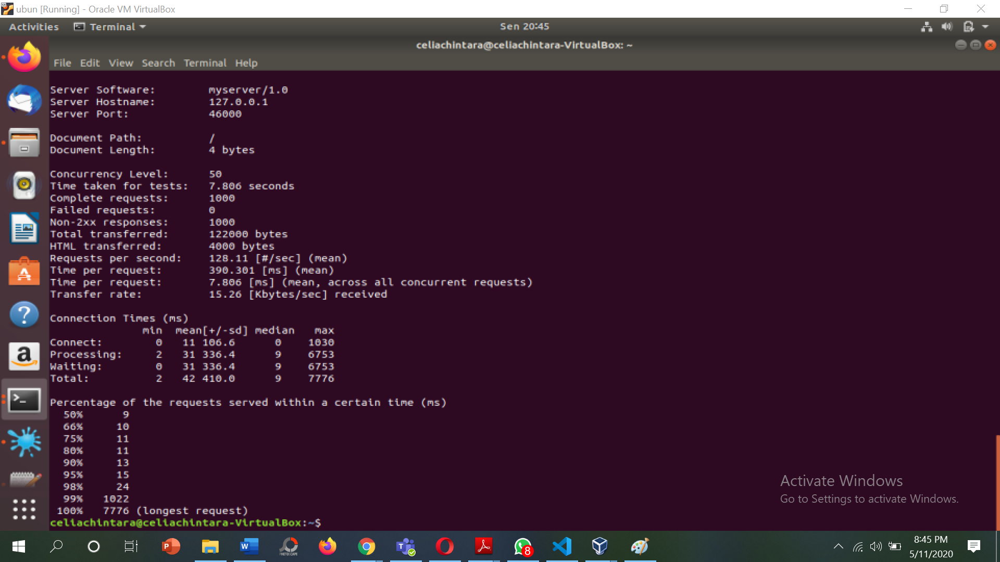 ubun [Running] - Oracle VM VirtualBox
Activities Terminal Sen 20:45
celiachintara@celiachintara-VirtualBox: ~
File Edit View Search Terminal Help
Server Software: myserver/1.0
Server Hostname: 127.0.0.1
Server Port: 46000
Document Path: /
Document Length: 4 bytes
Concurrency Level: 50
Time taken for tests: 7.806 seconds
Complete requests: 1000
Failed requests: 0
Non-2xx responses: 1000
Total transferred: 122000 bytes
HTML transferred: 4000 bytes
Requests per second: 128.11 [#/sec] (mean)
Time per request: 390.301 [ms] (mean)
Time per request: 7.806 [ms] (mean, across all concurrent requests)
Transfer rate: 15.26 [Kbytes/sec] received
Connection Times (ms)
min mean[+/-sd] median max
Connect: 0 11 106.6 0 1030
Processing: 2 31 336.4 9 6753
Waiting: 0 31 336.4 9 6753
Total: 2 42 410.0 9 7776
Percentage of the requests served within a certain time (ms)
50% 9
66% 10
75% 11
80% 11
90% 13
95% 15
98% 24
99% 1022
100% 7776 (longest request)
celiachintara@celiachintara-VirtualBox:~$
Activate Windows
Go to Settings to activate Windows.
PHOTOSCAPE
8
8:45 PM
5/11/2020